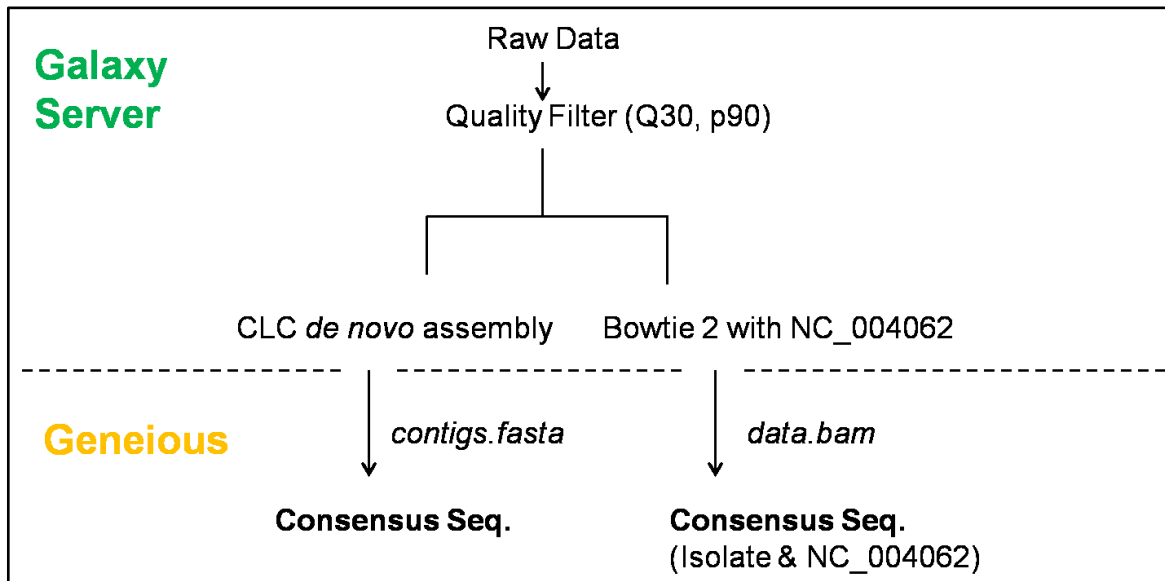 Galaxy
Server
Raw Data
Quality Filter (Q30, p90)
CLC de novo assembly
Bowtie 2 with NC_004062
Geneious
contigs.fasta
data.bam
Consensus Seq.
Consensus Seq.
(Isolate & NC_004062)